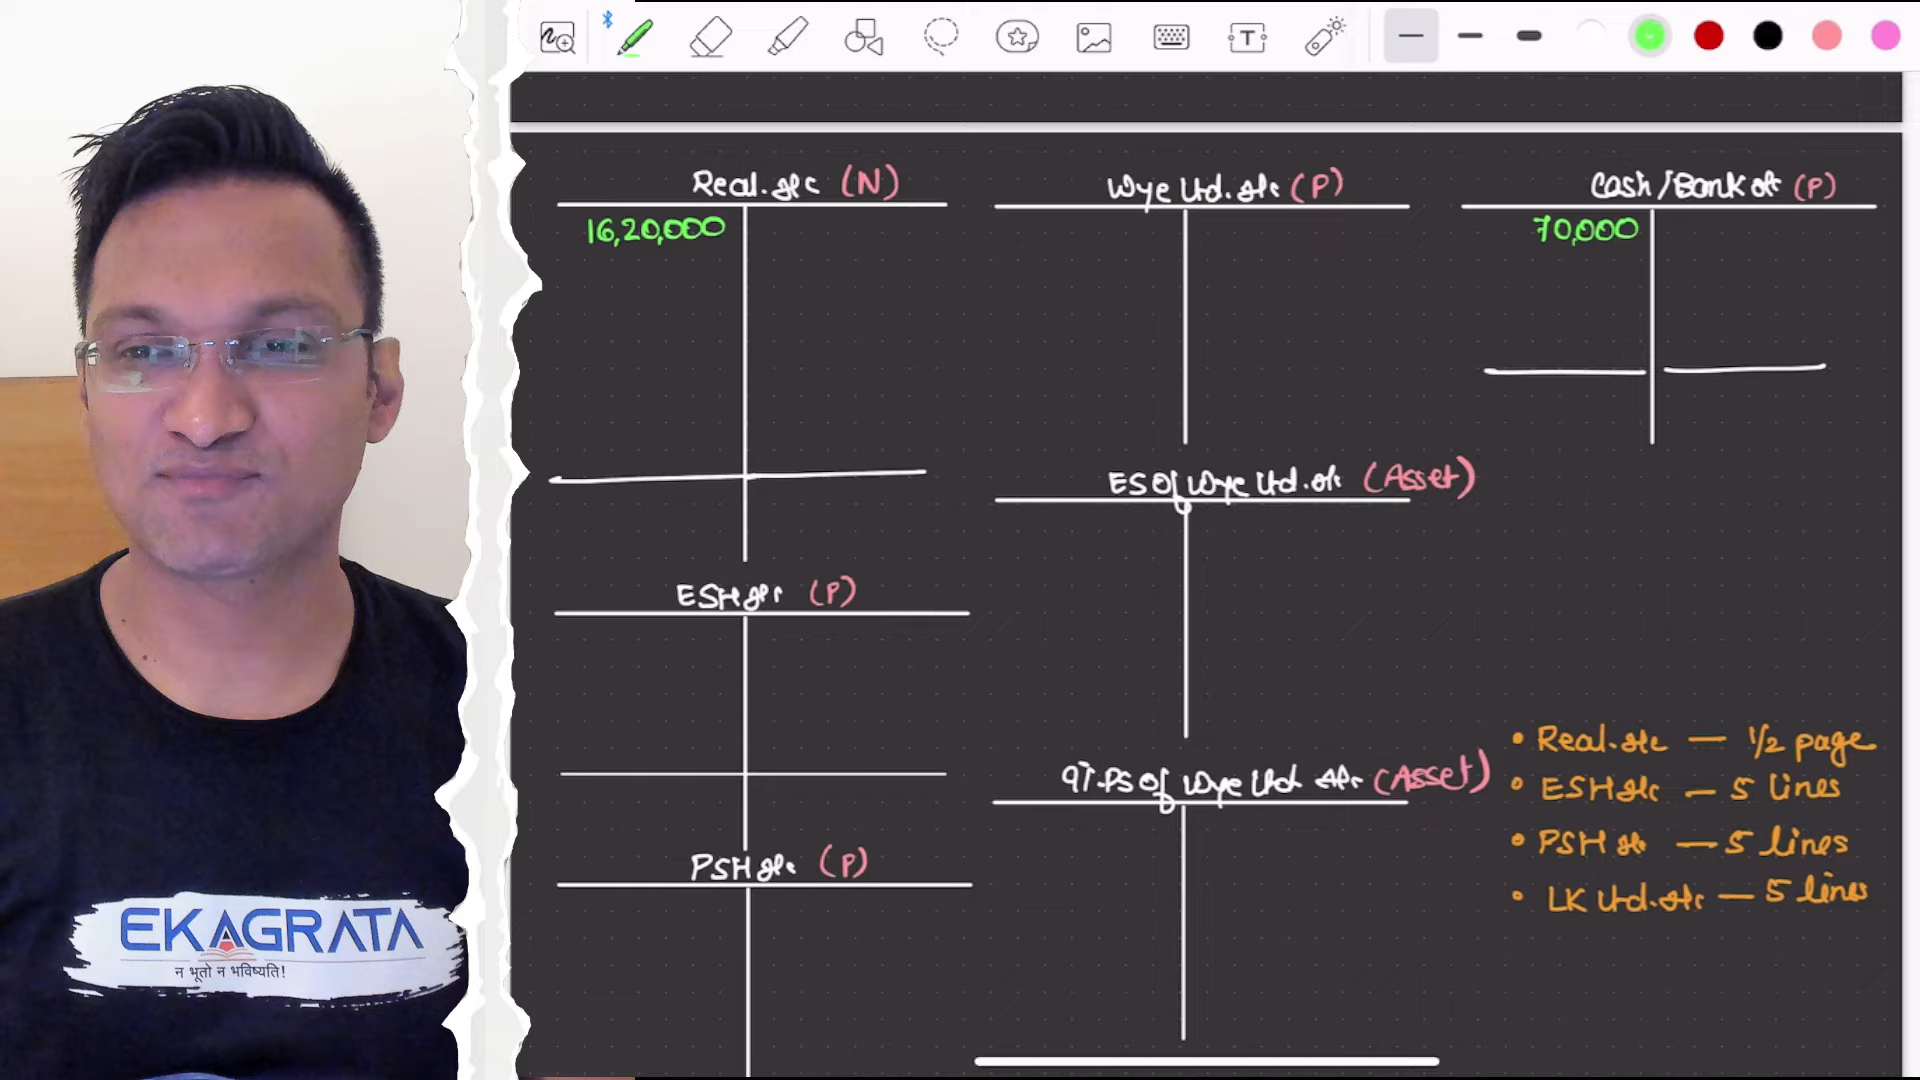 Real. a/c (N)
16,20,000
Wye Ltd. a/c (P)
Cash/Bank a/c (P)
70,000
ES Of Wye Ltd. a/c (Asset)
ESH a/c (P)
9% PS Of Wye Ltd. a/c (Asset)
PSH a/c (P)
• Real. a/c — 1/2 page
• ESH a/c — 5 lines
• PSH a/c — 5 lines
• LK Ltd. a/c — 5 lines
EKAGRATA
न भूतो न भविष्यति!
T